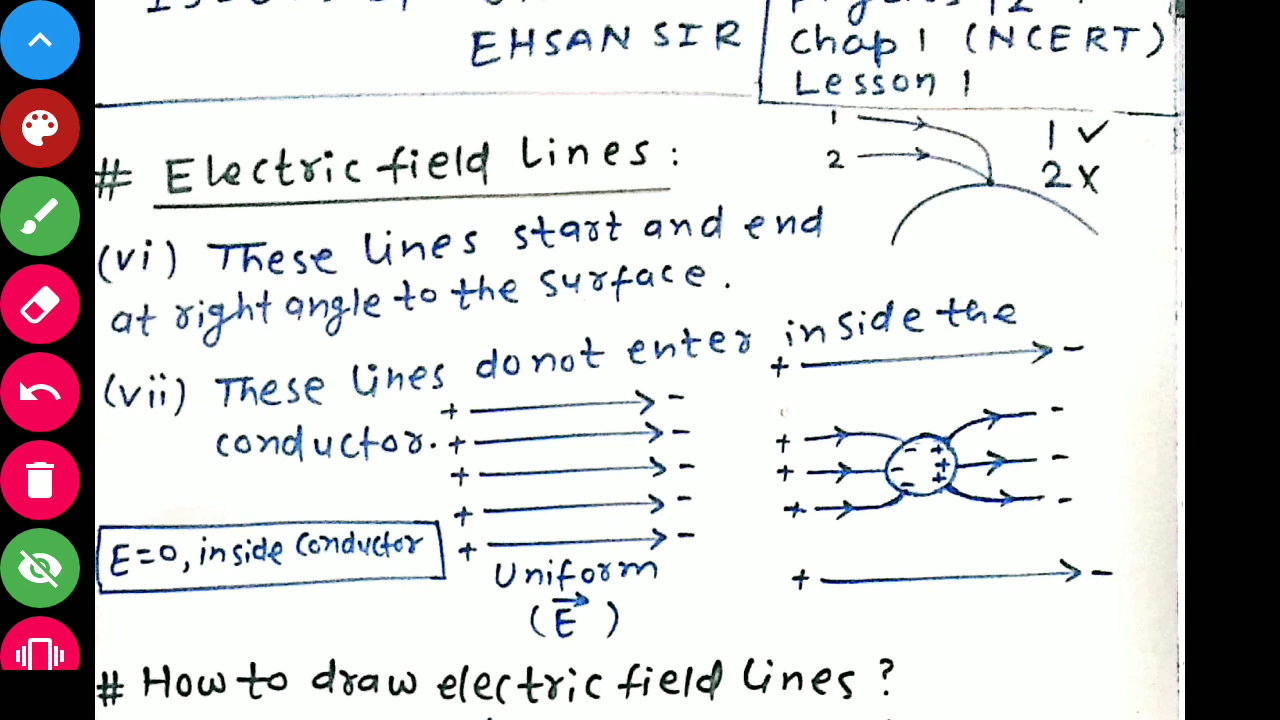 EHSAN SIR
Chap 1 (NCERT)
Lesson 1
# Electric field Lines:
1
2
1 ✓
2 x
(vi) These lines start and end
at right angle to the surface.
(vii) These lines do not enter inside the
conductor.
+ -
+ -
+ -
+ -
+ -
Uniform
(E)
+ -
+ - + -
+ - + -
+ - + -
+ -
E=0, inside Conductor
# How to draw electric field lines?